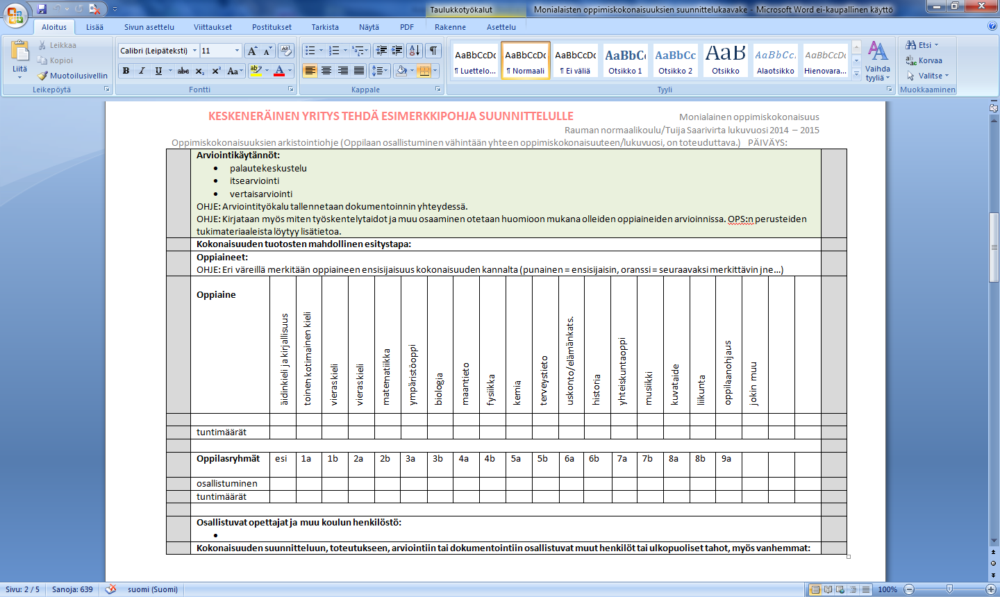 Taulukkotyökalut
Monialaisten oppimiskokonaisuuksien suunnittelukaavake - Microsoft Word ei-kaupallinen käyttö
Aloitus Lisää Sivun asettelu Viittaukset Postitukset Tarkista Näytä PDF Rakenne Asettelu
Liitä
Leikkaa
Kopioi
Muotoilusivellin
Leikepöytä
Calibri (Leipäteksti) 11
Fontti
Kappale
AaBbCcDc AaBbCcDc AaBbCcDc AaBbCc AaBbCc AaB AaBbCc. AaBbCcDc
¶ Luettelo... ¶ Normaali ¶ Ei väliä Otsikko 1 Otsikko 2 Otsikko Alaotsikko Hienovara...
Vaihda
tyyliä
Tyyli
Etsi
Korvaa
Valitse
Muokkaaminen
KESKENERÄINEN YRITYS TEHDÄ ESIMERKKIPOHJA SUUNNITTELULLE Monialainen oppimiskokonaisuus
Rauman normaalikoulu/Tuija Saarivirta lukuvuosi 2014 – 2015
Oppimiskokonaisuuksien arkistointiohje (Oppilaan osallistuminen vähintään yhteen oppimiskokonaisuuteen/lukuvuosi, on toteuduttava.) PÄIVÄYS:
Arviointikäytännöt:
• palautekeskustelu
• itsearviointi
• vertaisarviointi
OHJE: Arviointityökalu tallennetaan dokumentoinnin yhteydessä.
OHJE: Kirjataan myös miten työskentelytaidot ja muu osaaminen otetaan huomioon mukana olleiden oppiaineiden arvioinnissa. OPS:n perusteiden
tukimateriaaleista löytyy lisätietoa.
Kokonaisuuden tuotosten mahdollinen esitystapa:
Oppiaineet:
OHJE: Eri väreillä merkitään oppiaineen ensisijaisuus kokonaisuuden kannalta (punainen = ensisijaisin, oranssi = seuraavaksi merkittävin jne...)
Oppiaine
äidinkieli ja kirjallisuus
toinen kotimainen kieli
vieras kieli
vieras kieli
matematiikka
ympäristöoppi
biologia
maantieto
fysiikka
kemia
terveystieto
uskonto/elämänkats.
historia
yhteiskuntaoppi
musiikki
kuvataide
liikunta
oppilaanohjaus
jokin muu
tuntimäärät
Oppilasryhmät esi 1a 1b 2a 2b 3a 3b 4a 4b 5a 5b 6a 6b 7a 7b 8a 8b 9a
osallistuminen
tuntimäärät
Osallistuvat opettajat ja muu koulun henkilöstö:
•
Kokonaisuuden suunnitteluun, toteutukseen, arviointiin tai dokumentointiin osallistuvat muut henkilöt tai ulkopuoliset tahot, myös vanhemmat:
Sivu: 2 / 5 Sanoja: 639 suomi (Suomi) 100%